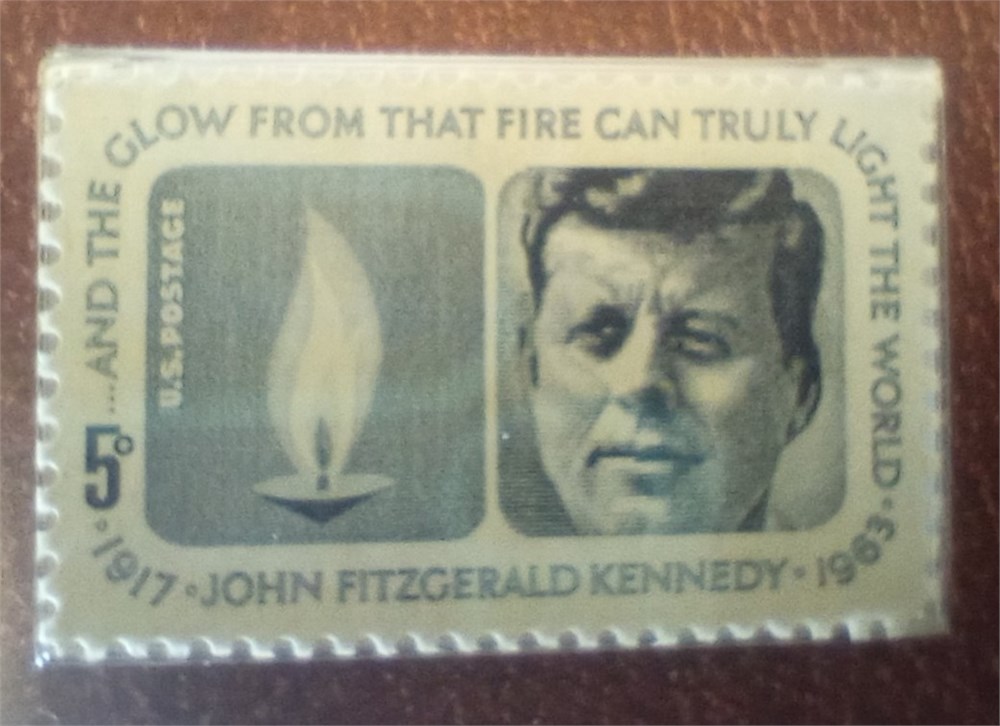 5c
....AND THE GLOW FROM THAT FIRE CAN TRULY LIGHT THE WORLD
U.S.POSTAGE
1917 • JOHN FITZGERALD KENNEDY • 1963